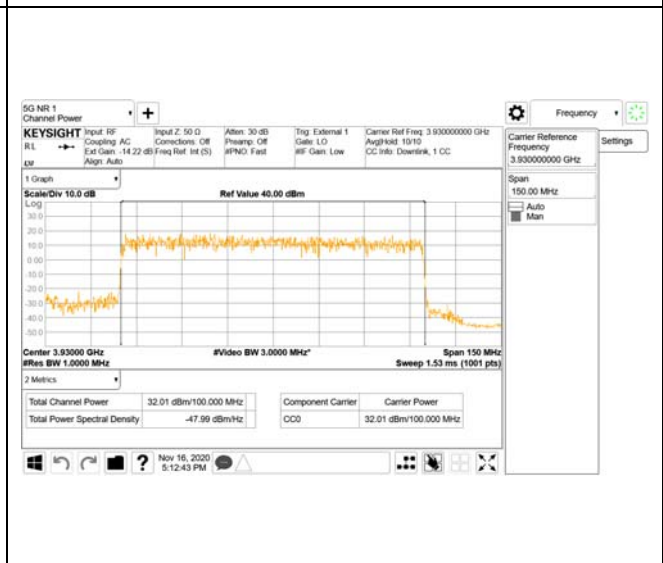 5G NR 1
Channel Power
+
Frequency
KEYSIGHT Input: RF Input Z: 50 Ω Atten: 30 dB Trig: External 1 Carrier Ref Freq: 3.930000000 GHz
RL Coupling: AC Corrections: Off Preamp: Off Gate: LO Avg|Hold: 10/10
Ext Gain: -14.22 dB Freq Ref: Int (S) #PNO: Fast #IF Gain: Low CC Info: Downlink, 1 CC
Align: Auto
Carrier Reference
Frequency
3.930000000 GHz
Settings
Span
150.00 MHz
Auto
Man
1 Graph
Scale/Div 10.0 dB Ref Value 40.00 dBm
Log
30.0
20.0
10.0
0.00
-10.0
-20.0
-30.0
-40.0
-50.0
Center 3.93000 GHz #Video BW 3.0000 MHz* Span 150 MHz
#Res BW 1.0000 MHz Sweep 1.53 ms (1001 pts)
2 Metrics
Total Channel Power 32.01 dBm/100.000 MHz Component Carrier Carrier Power
Total Power Spectral Density -47.99 dBm/Hz CC0 32.01 dBm/100.000 MHz
? Nov 16, 2020
5:12:43 PM